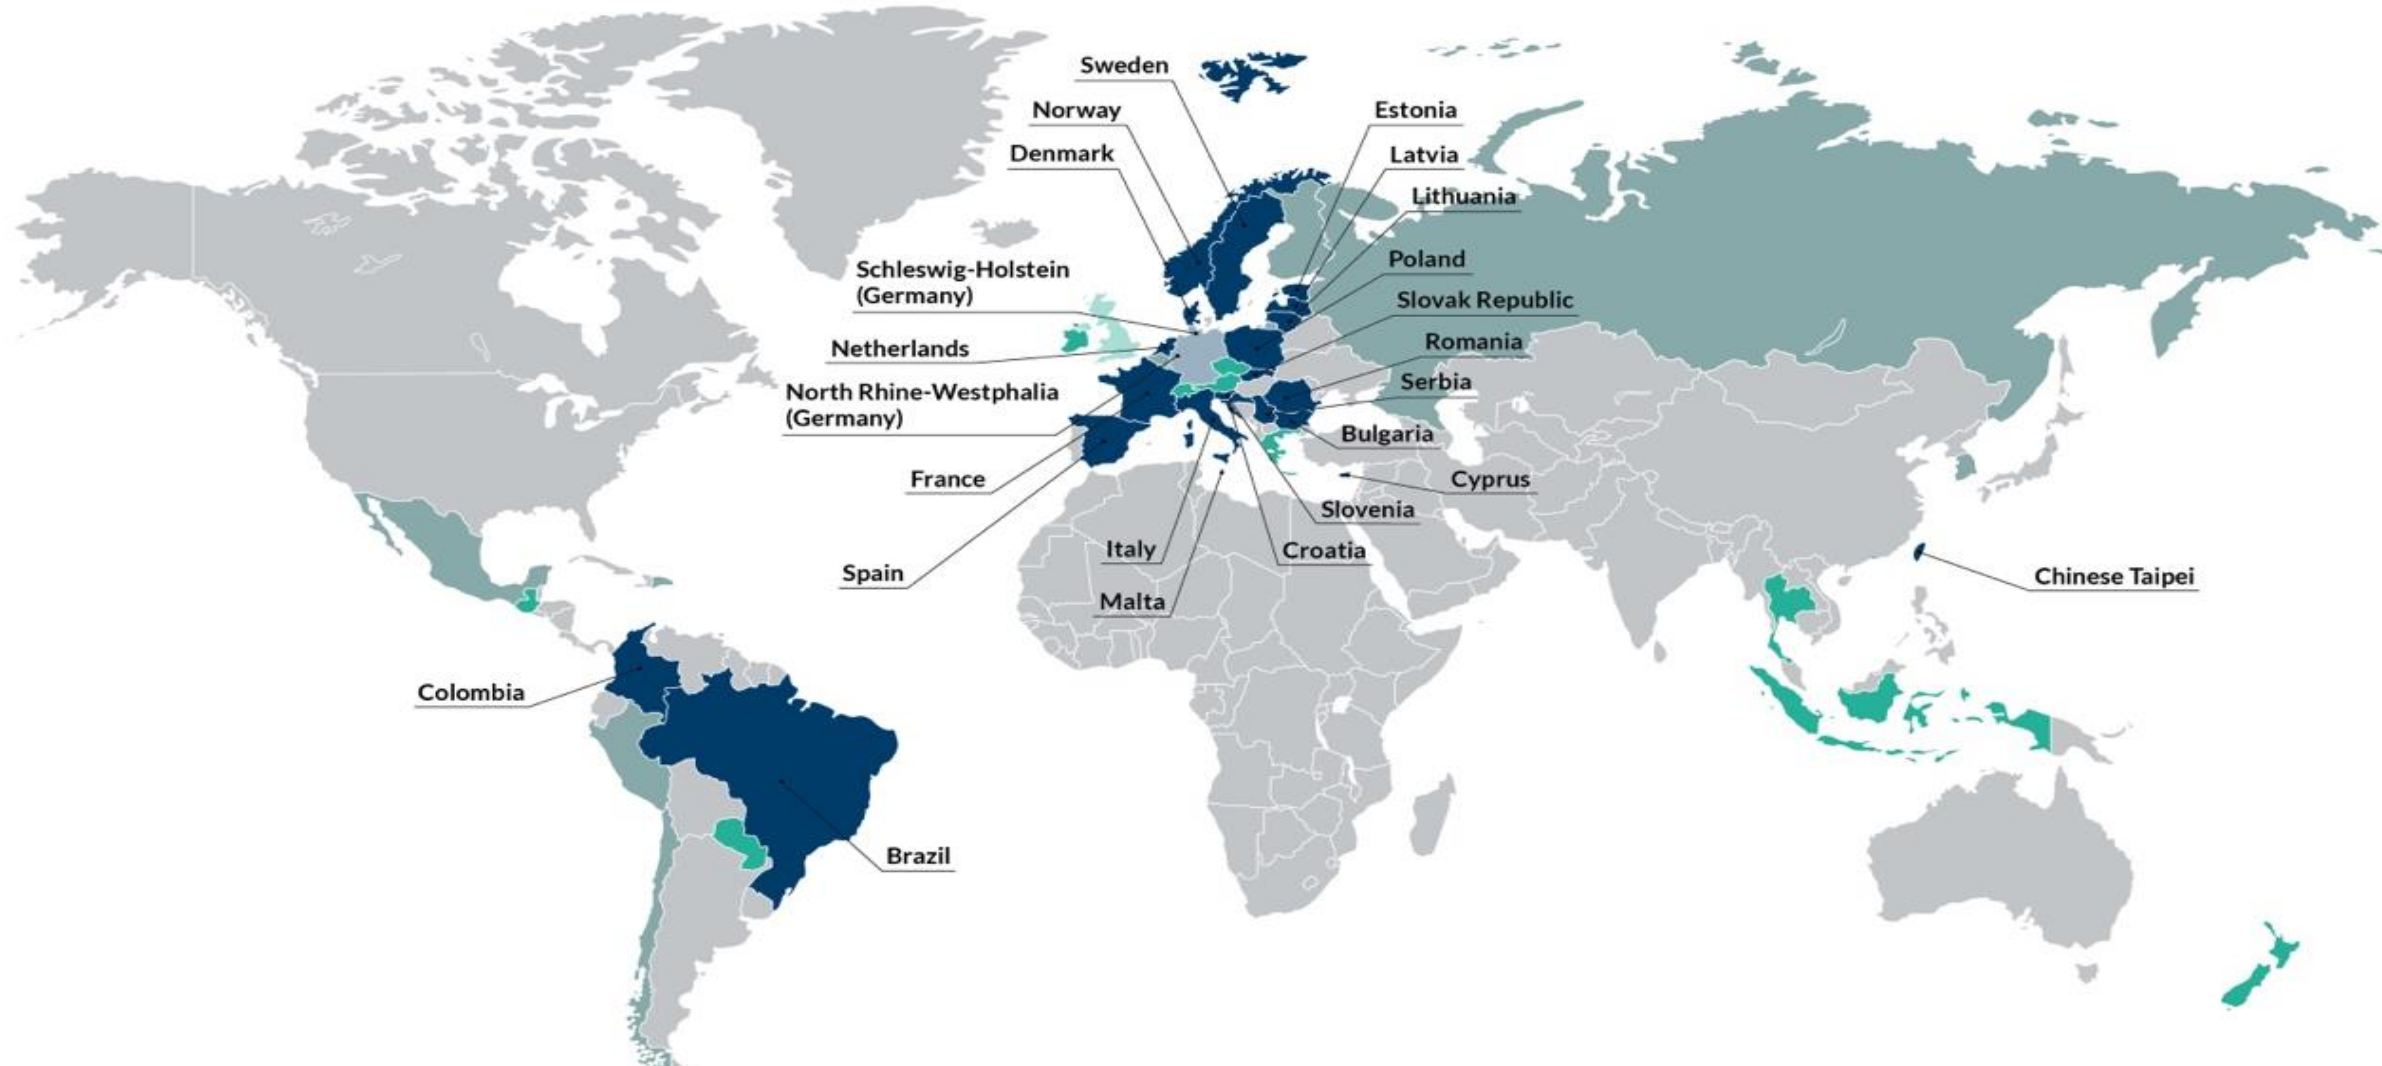 Sweden
Norway
Denmark
Estonia
Latvia
Lithuania
Poland
Schleswig-Holstein
(Germany)
Slovak Republic
Netherlands
Romania
North Rhine-Westphalia
(Germany)
Serbia
Bulgaria
France
Cyprus
Slovenia
Italy
Croatia
Spain
Malta
Chinese Taipei
Colombia
Brazil